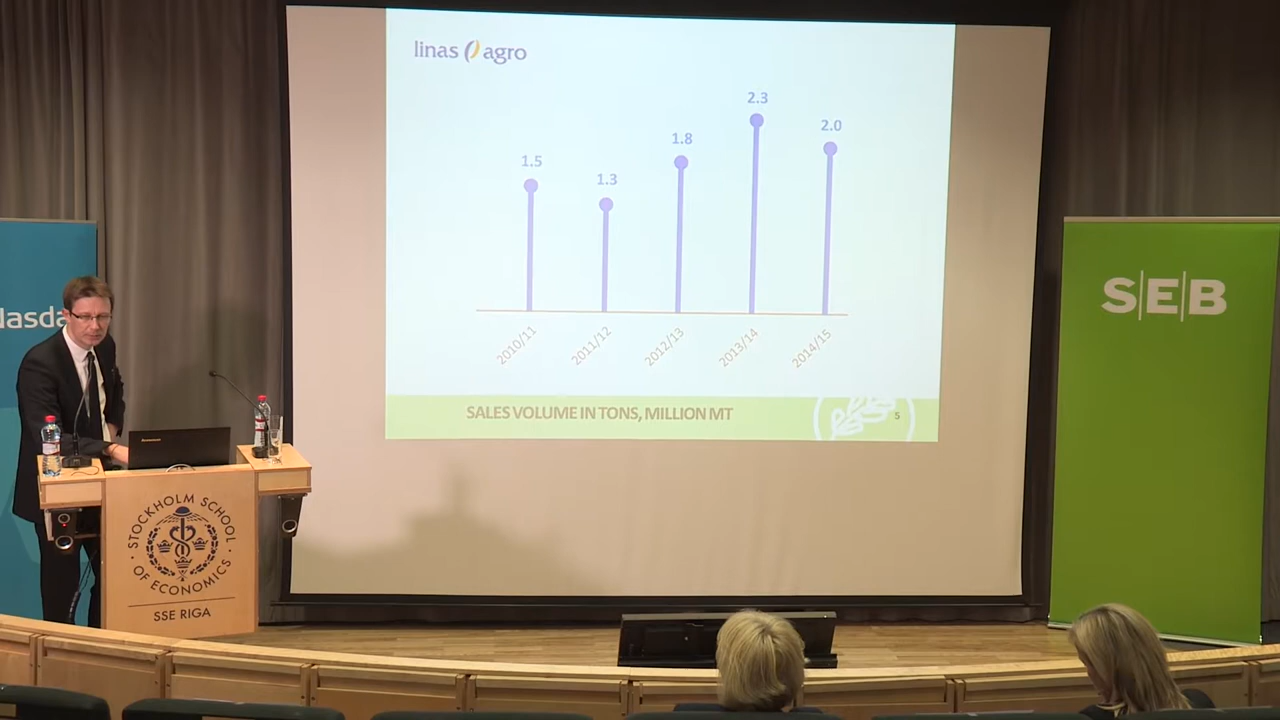 linas agro
2.3
2.0
1.8
1.5
1.3
2010/11
2011/12
2012/13
2013/14
2014/15
SALES VOLUME IN TONS, MILLION MT
5
Nasda
SEB
lenovo
STOCKHOLM SCHOOL
· OF ECONOMICS ·
SSE RIGA